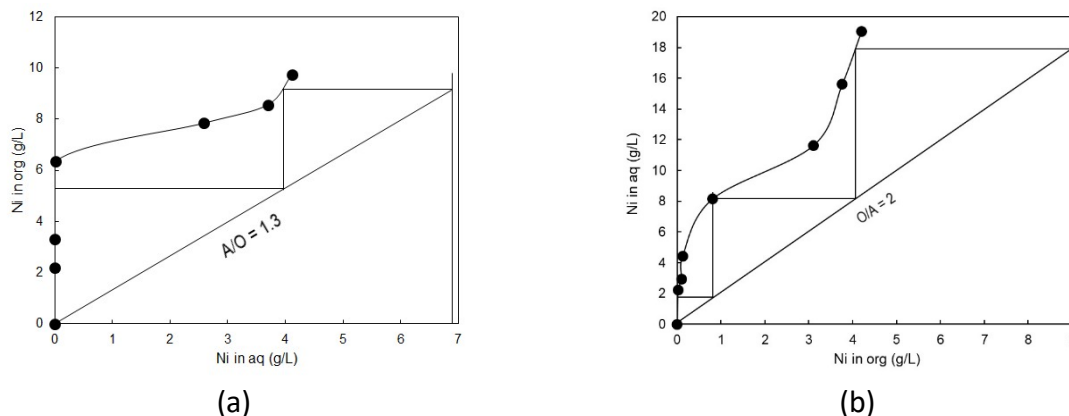 12
10
8
6
4
2
0
Ni in org (g/L)
A/O = 1.3
0 1 2 3 4 5 6 7
Ni in aq (g/L)
(a)
20
18
16
14
12
10
8
6
4
2
0
Ni in aq (g/L)
O/A = 2
0 1 2 3 4 5 6 7 8
Ni in org (g/L)
(b)